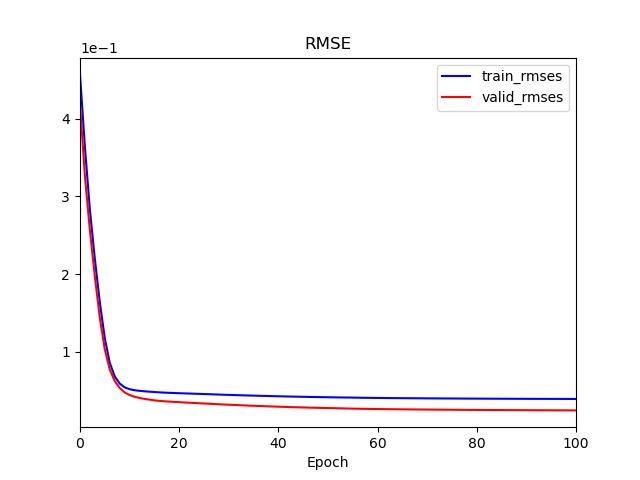 RMSE
1e−1
train_rmses
valid_rmses
4
3
2
1
0 20 40 60 80 100
Epoch